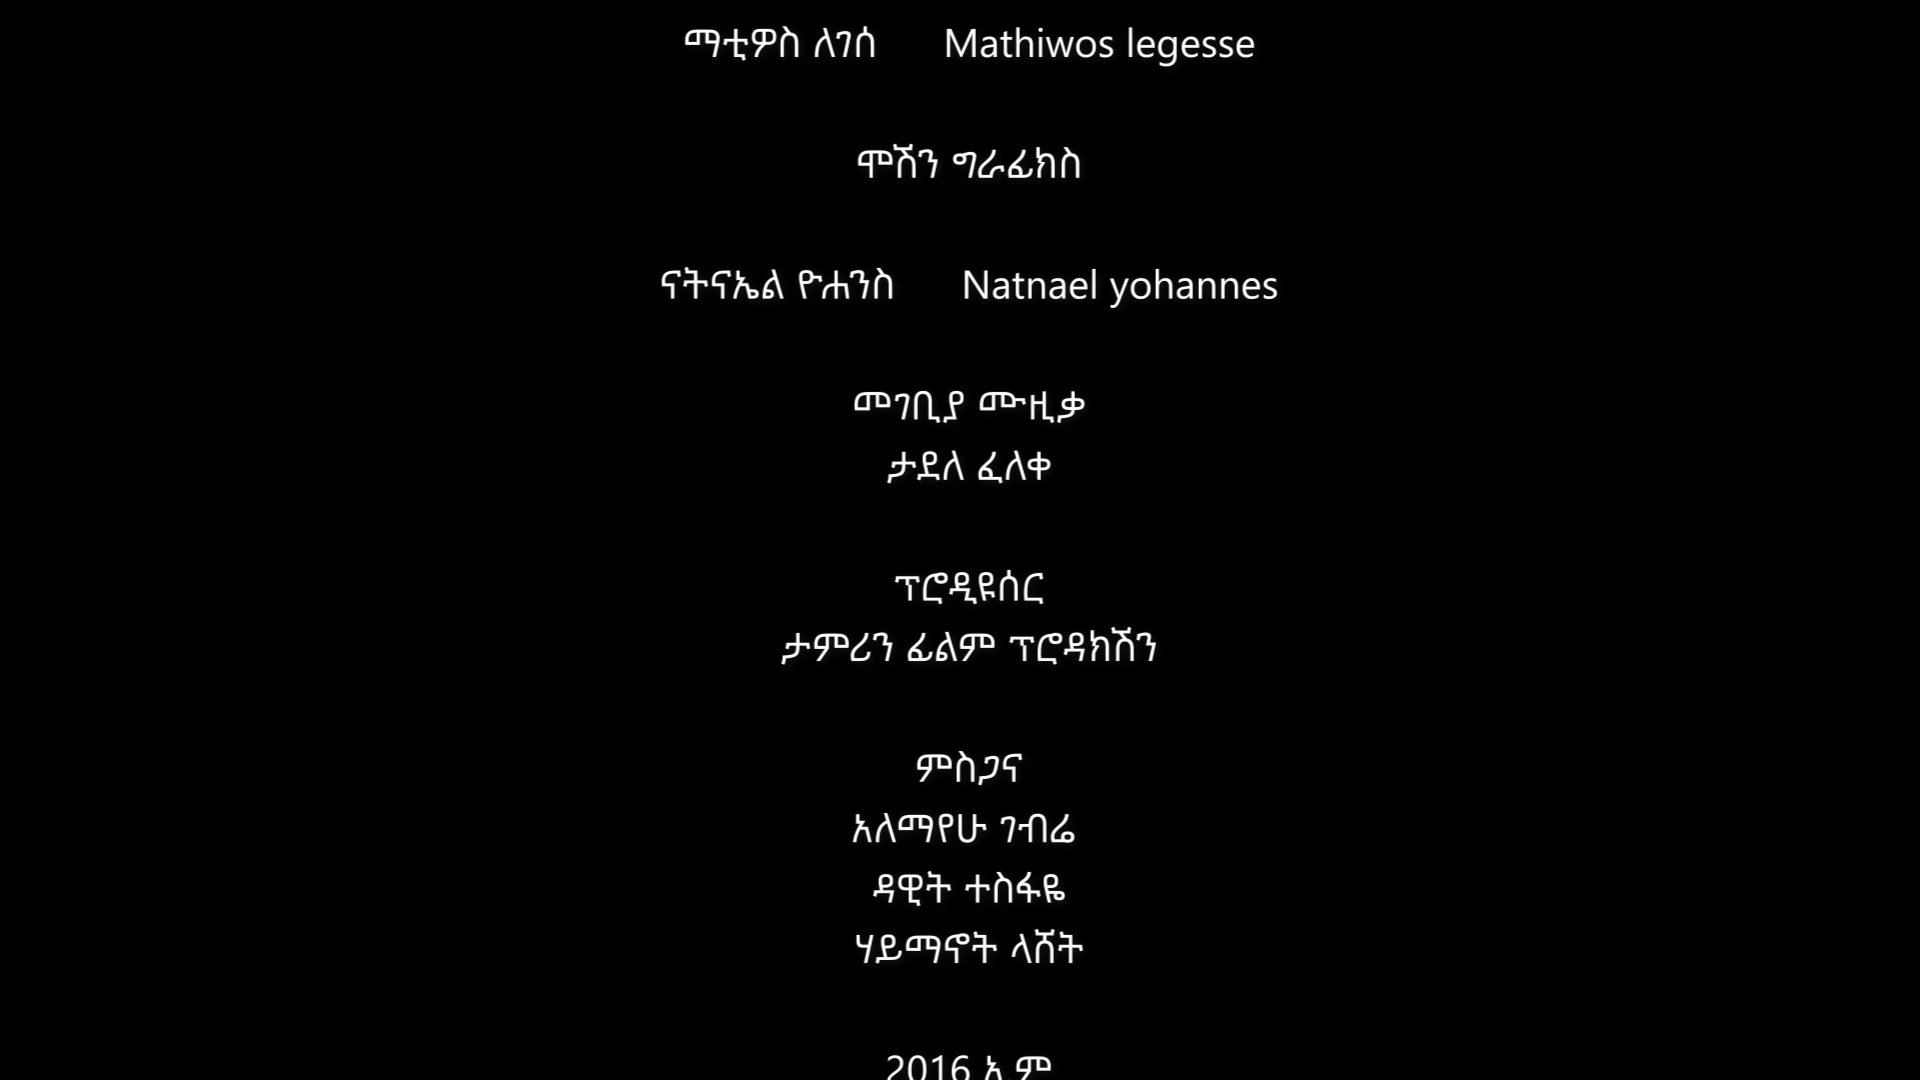 ማቲዎስ ለገሰ Mathiwos legesse
ሞሽን ግራፊክስ
ናትናኤል ዮሐንስ Natnael yohannes
መገቢያ ሙዚቃ
ታደለ ፈለቀ
ፕሮዲዩሰር
ታምሪን ፊልም ፕሮዳክሽን
ምስጋና
አለማየሁ ገብሬ
ዳዊት ተስፋዬ
ሃይማኖት ላሸት
2016 አ.ም